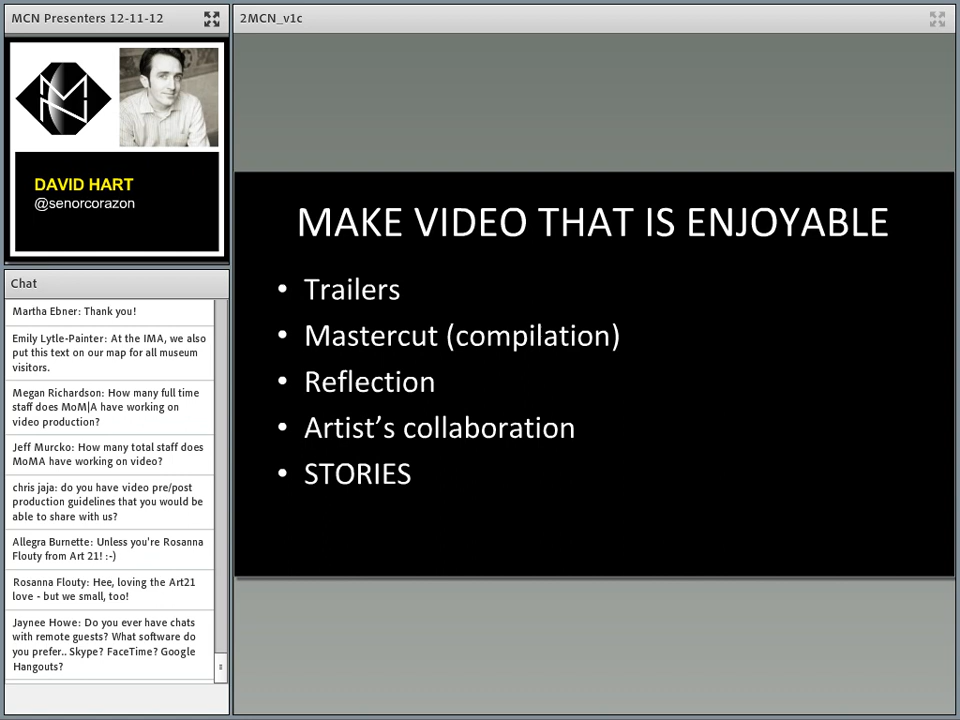 MCN Presenters 12-11-12
DAVID HART
@senorcorazon
Chat
Martha Ebner: Thank you!
Emily Lytle-Painter: At the IMA, we also
put this text on our map for all museum
visitors.
Megan Richardson: How many full time
staff does MoM|A have working on
video production?
Jeff Murcko: How many total staff does
MoMA have working on video?
chris jaja: do you have video pre/post
production guidelines that you would be
able to share with us?
Allegra Burnette: Unless you're Rosanna
Flouty from Art 21! :-)
Rosanna Flouty: Hee, loving the Art21
love - but we small, too!
Jaynee Howe: Do you ever have chats
with remote guests? What software do
you prefer.. Skype? FaceTime? Google
Hangouts?
2MCN_v1c
MAKE VIDEO THAT IS ENJOYABLE
• Trailers
• Mastercut (compilation)
• Reflection
• Artist’s collaboration
• STORIES